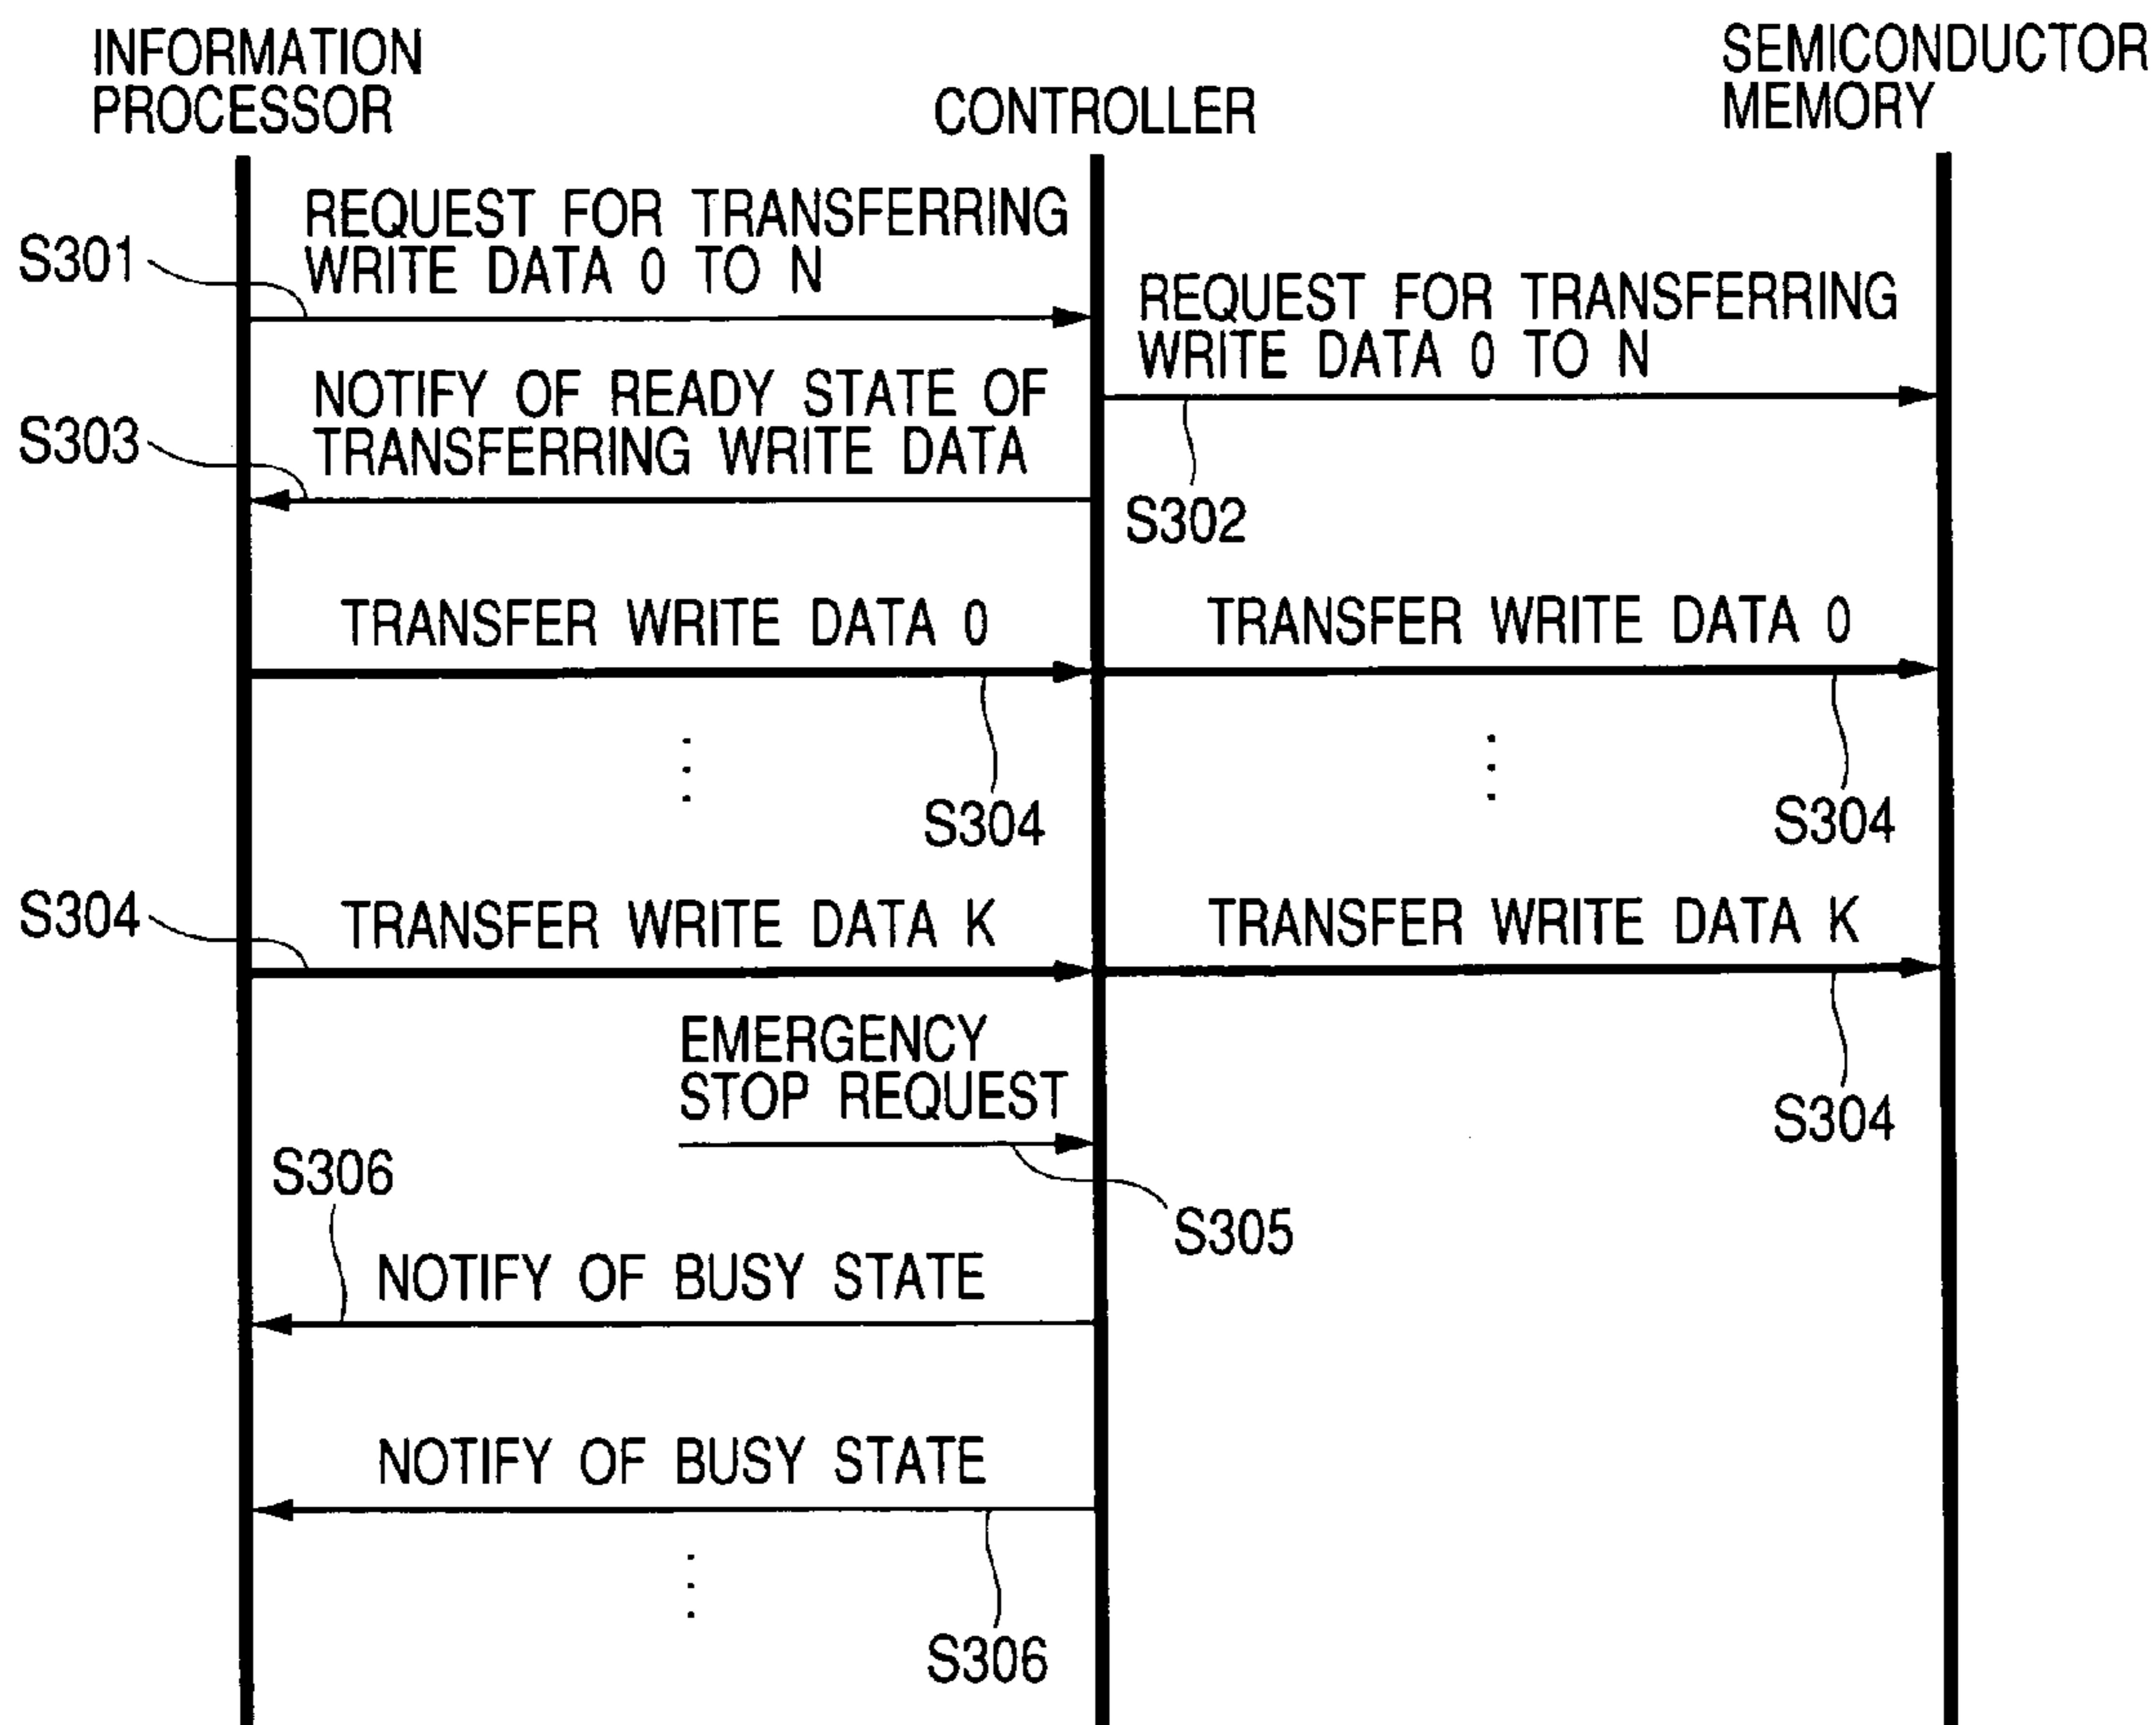 INFORMATION
PROCESSOR
CONTROLLER
SEMICONDUCTOR
MEMORY
S301
REQUEST FOR TRANSFERRING
WRITE DATA 0 TO N
REQUEST FOR TRANSFERRING
WRITE DATA 0 TO N
S302
S303
NOTIFY OF READY STATE OF
TRANSFERRING WRITE DATA
TRANSFER WRITE DATA 0
TRANSFER WRITE DATA 0
S304
S304
S304
TRANSFER WRITE DATA K
TRANSFER WRITE DATA K
S304
EMERGENCY
STOP REQUEST
S305
S306
NOTIFY OF BUSY STATE
NOTIFY OF BUSY STATE
S306